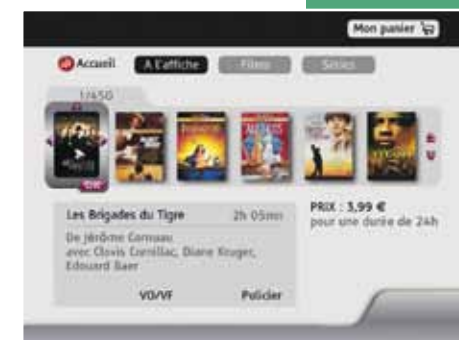 Mon panier
Accueil A L'affiche Films Séries
1/450
OK
Les Brigades du Tigre 2h 05mn
De Jérôme Cornuau
avec Clovis Cornillac, Diane Kruger,
Edouard Baer
VO/VF Policier
PRIX : 3,99 €
pour une durée de 24h